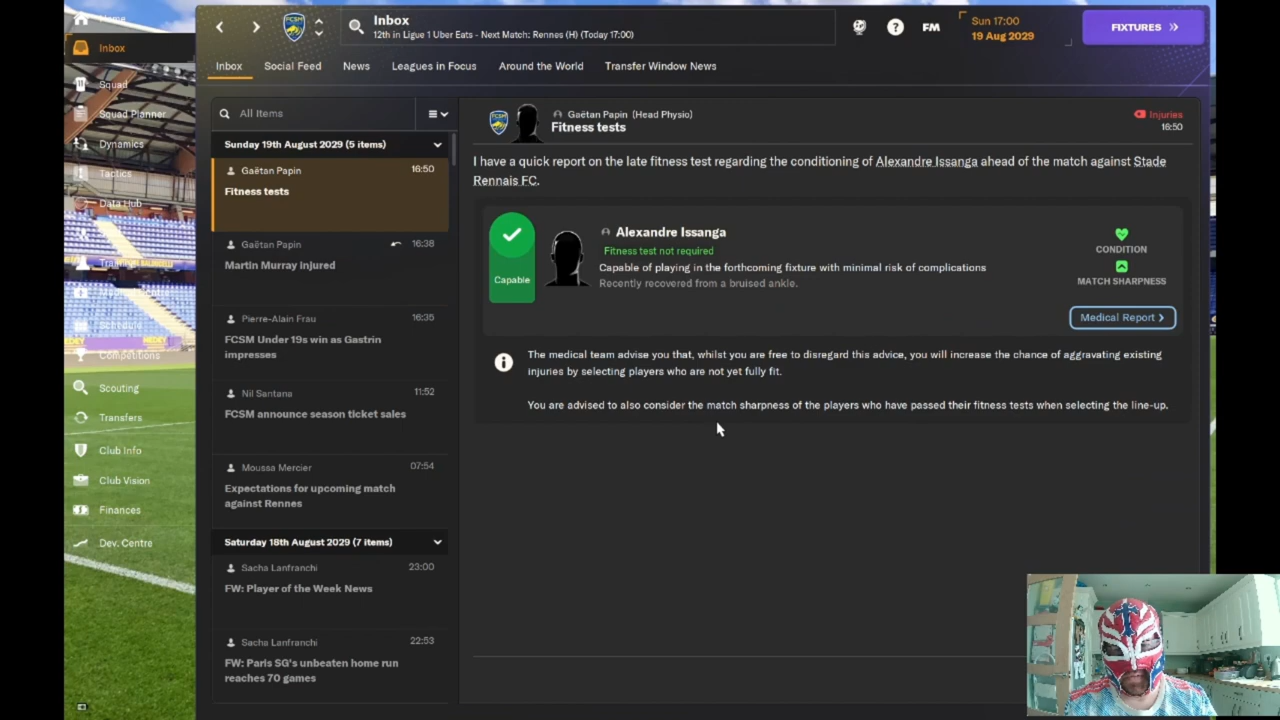 Home
Inbox
Squad
Squad Planner
Dynamics
Tactics
Data Hub
Schedule
Competitions
Scouting
Transfers
Club Info
Club Vision
Finances
Dev. Centre
FCSM
Inbox
12th in Ligue 1 Uber Eats - Next Match: Rennes (H) (Today 17:00)
FM
Sun 17:00
19 Aug 2029
FIXTURES
Inbox
Social Feed
News
Leagues in Focus
Around the World
Transfer Window News
All Items
Sunday 19th August 2029 (5 items)
Gaëtan Papin 16:50
Fitness tests
Gaëtan Papin 16:38
Martin Murray injured
Pierre-Alain Frau 16:35
FCSM Under 19s win as Gastrin
impresses
Nil Santana 11:52
FCSM announce season ticket sales
Moussa Mercier 07:54
Expectations for upcoming match
against Rennes
Saturday 18th August 2029 (7 items)
Sacha Lanfranchi 23:00
FW: Player of the Week News
Sacha Lanfranchi 22:53
FW: Paris SG's unbeaten home run
reaches 70 games
Gaëtan Papin (Head Physio)
Fitness tests
Injuries
16:50
I have a quick report on the late fitness test regarding the conditioning of Alexandre Issanga ahead of the match against Stade
Rennais FC.
Capable
Alexandre Issanga
Fitness test not required
Capable of playing in the forthcoming fixture with minimal risk of complications
Recently recovered from a bruised ankle.
CONDITION
MATCH SHARPNESS
Medical Report
The medical team advise you that, whilst you are free to disregard this advice, you will increase the chance of aggravating existing
injuries by selecting players who are not yet fully fit.
You are advised to also consider the match sharpness of the players who have passed their fitness tests when selecting the line-up.